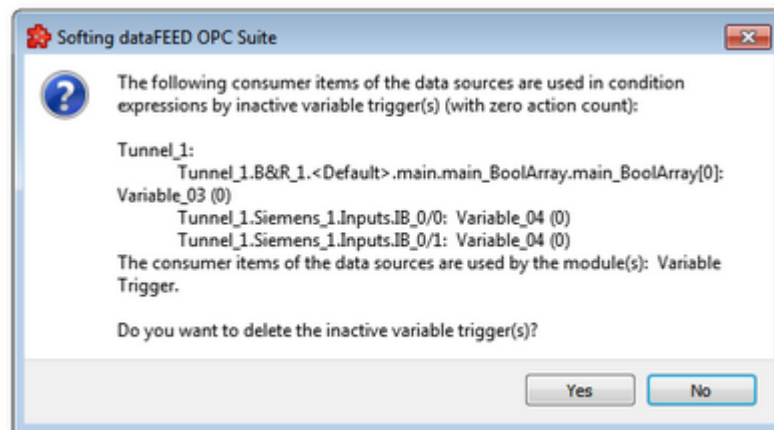 Softing dataFEED OPC Suite
The following consumer items of the data sources are used in condition
expressions by inactive variable trigger(s) (with zero action count):
Tunnel_1:
Tunnel_1.B&R_1.<Default>.main.main_BoolArray.main_BoolArray[0]:
Variable_03 (0)
Tunnel_1.Siemens_1.Inputs.IB_0/0: Variable_04 (0)
Tunnel_1.Siemens_1.Inputs.IB_0/1: Variable_04 (0)
The consumer items of the data sources are used by the module(s): Variable
Trigger.
Do you want to delete the inactive variable trigger(s)?
Yes No